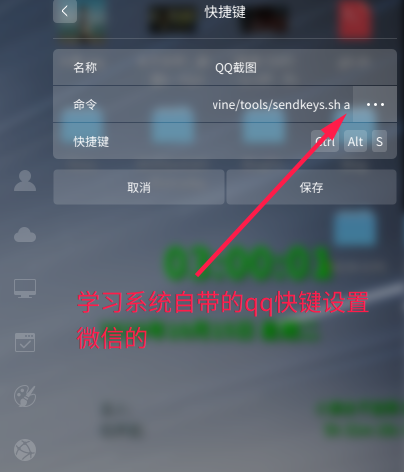 快捷键
名称 QQ截图
命令 vine/tools/sendkeys.sh a ...
快捷键 Ctrl Alt S
取消 保存
学习系统自带的qq快键设置
微信的